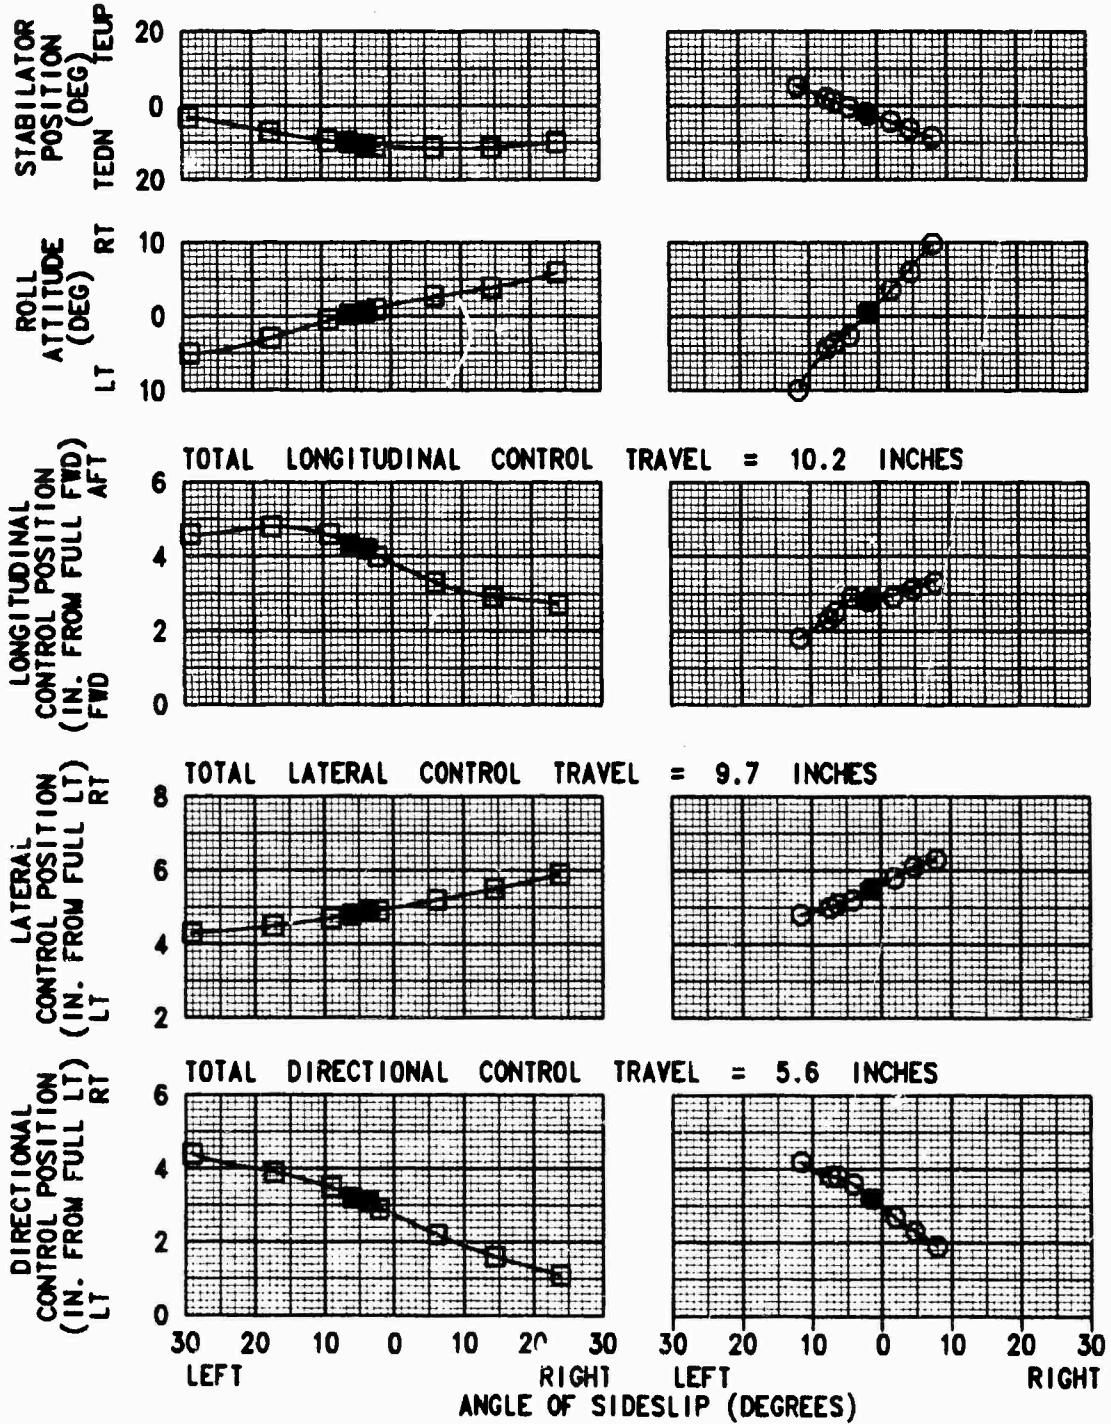 STABILATOR
POSITION
(DEG)
TEDN TEUP
20
0
20
ROLL
ATTITUDE
(DEG)
LT RT
10
0
10
TOTAL LONGITUDINAL CONTROL TRAVEL = 10.2 INCHES
LONGITUDINAL
CONTROL POSITION
(IN. FROM FULL FWD)
FWD AFT
6
4
2
0
TOTAL LATERAL CONTROL TRAVEL = 9.7 INCHES
LATERAL
CONTROL POSITION
(IN. FROM FULL LT)
LT RT
8
6
4
2
TOTAL DIRECTIONAL CONTROL TRAVEL = 5.6 INCHES
DIRECTIONAL
CONTROL POSITION
(IN. FROM FULL LT)
LT RT
6
4
2
0
30 20 10 0 10 20 30 30 20 10 0 10 20 30
LEFT RIGHT LEFT RIGHT
ANGLE OF SIDESLIP (DEGREES)